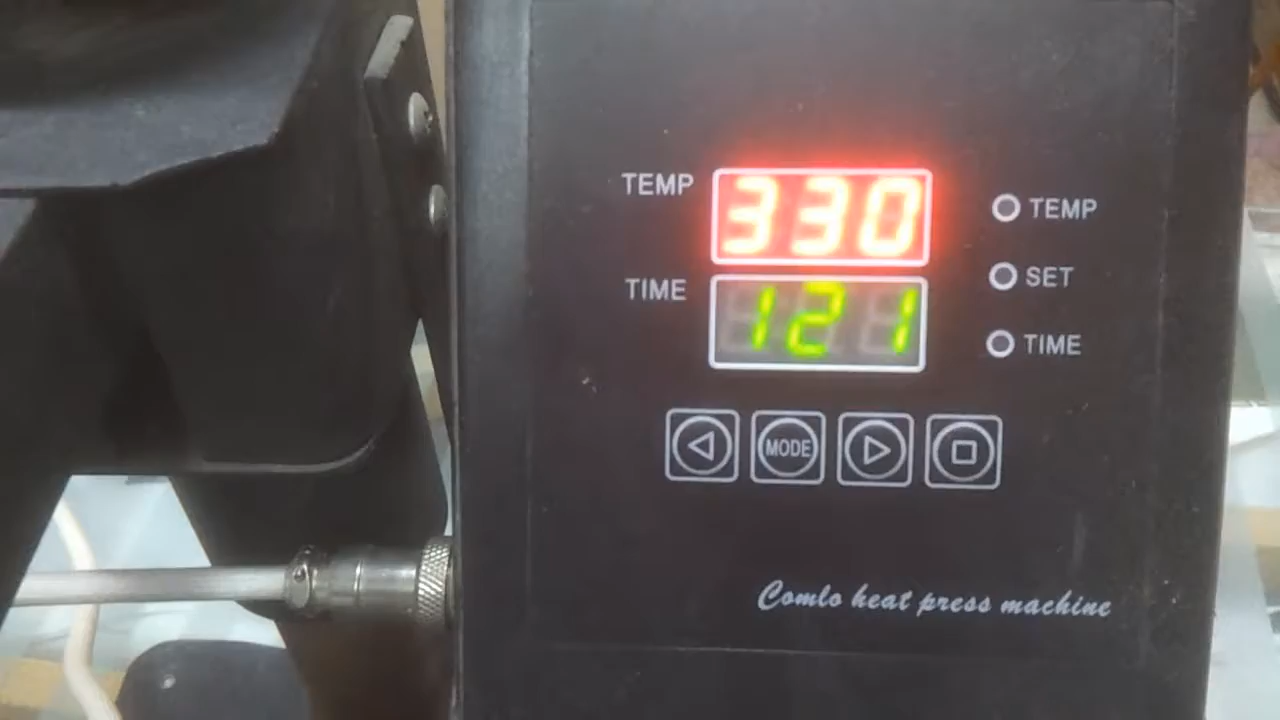 TEMP 330 TEMP
SET
TIME 121 TIME
MODE
Comlo heat press machine